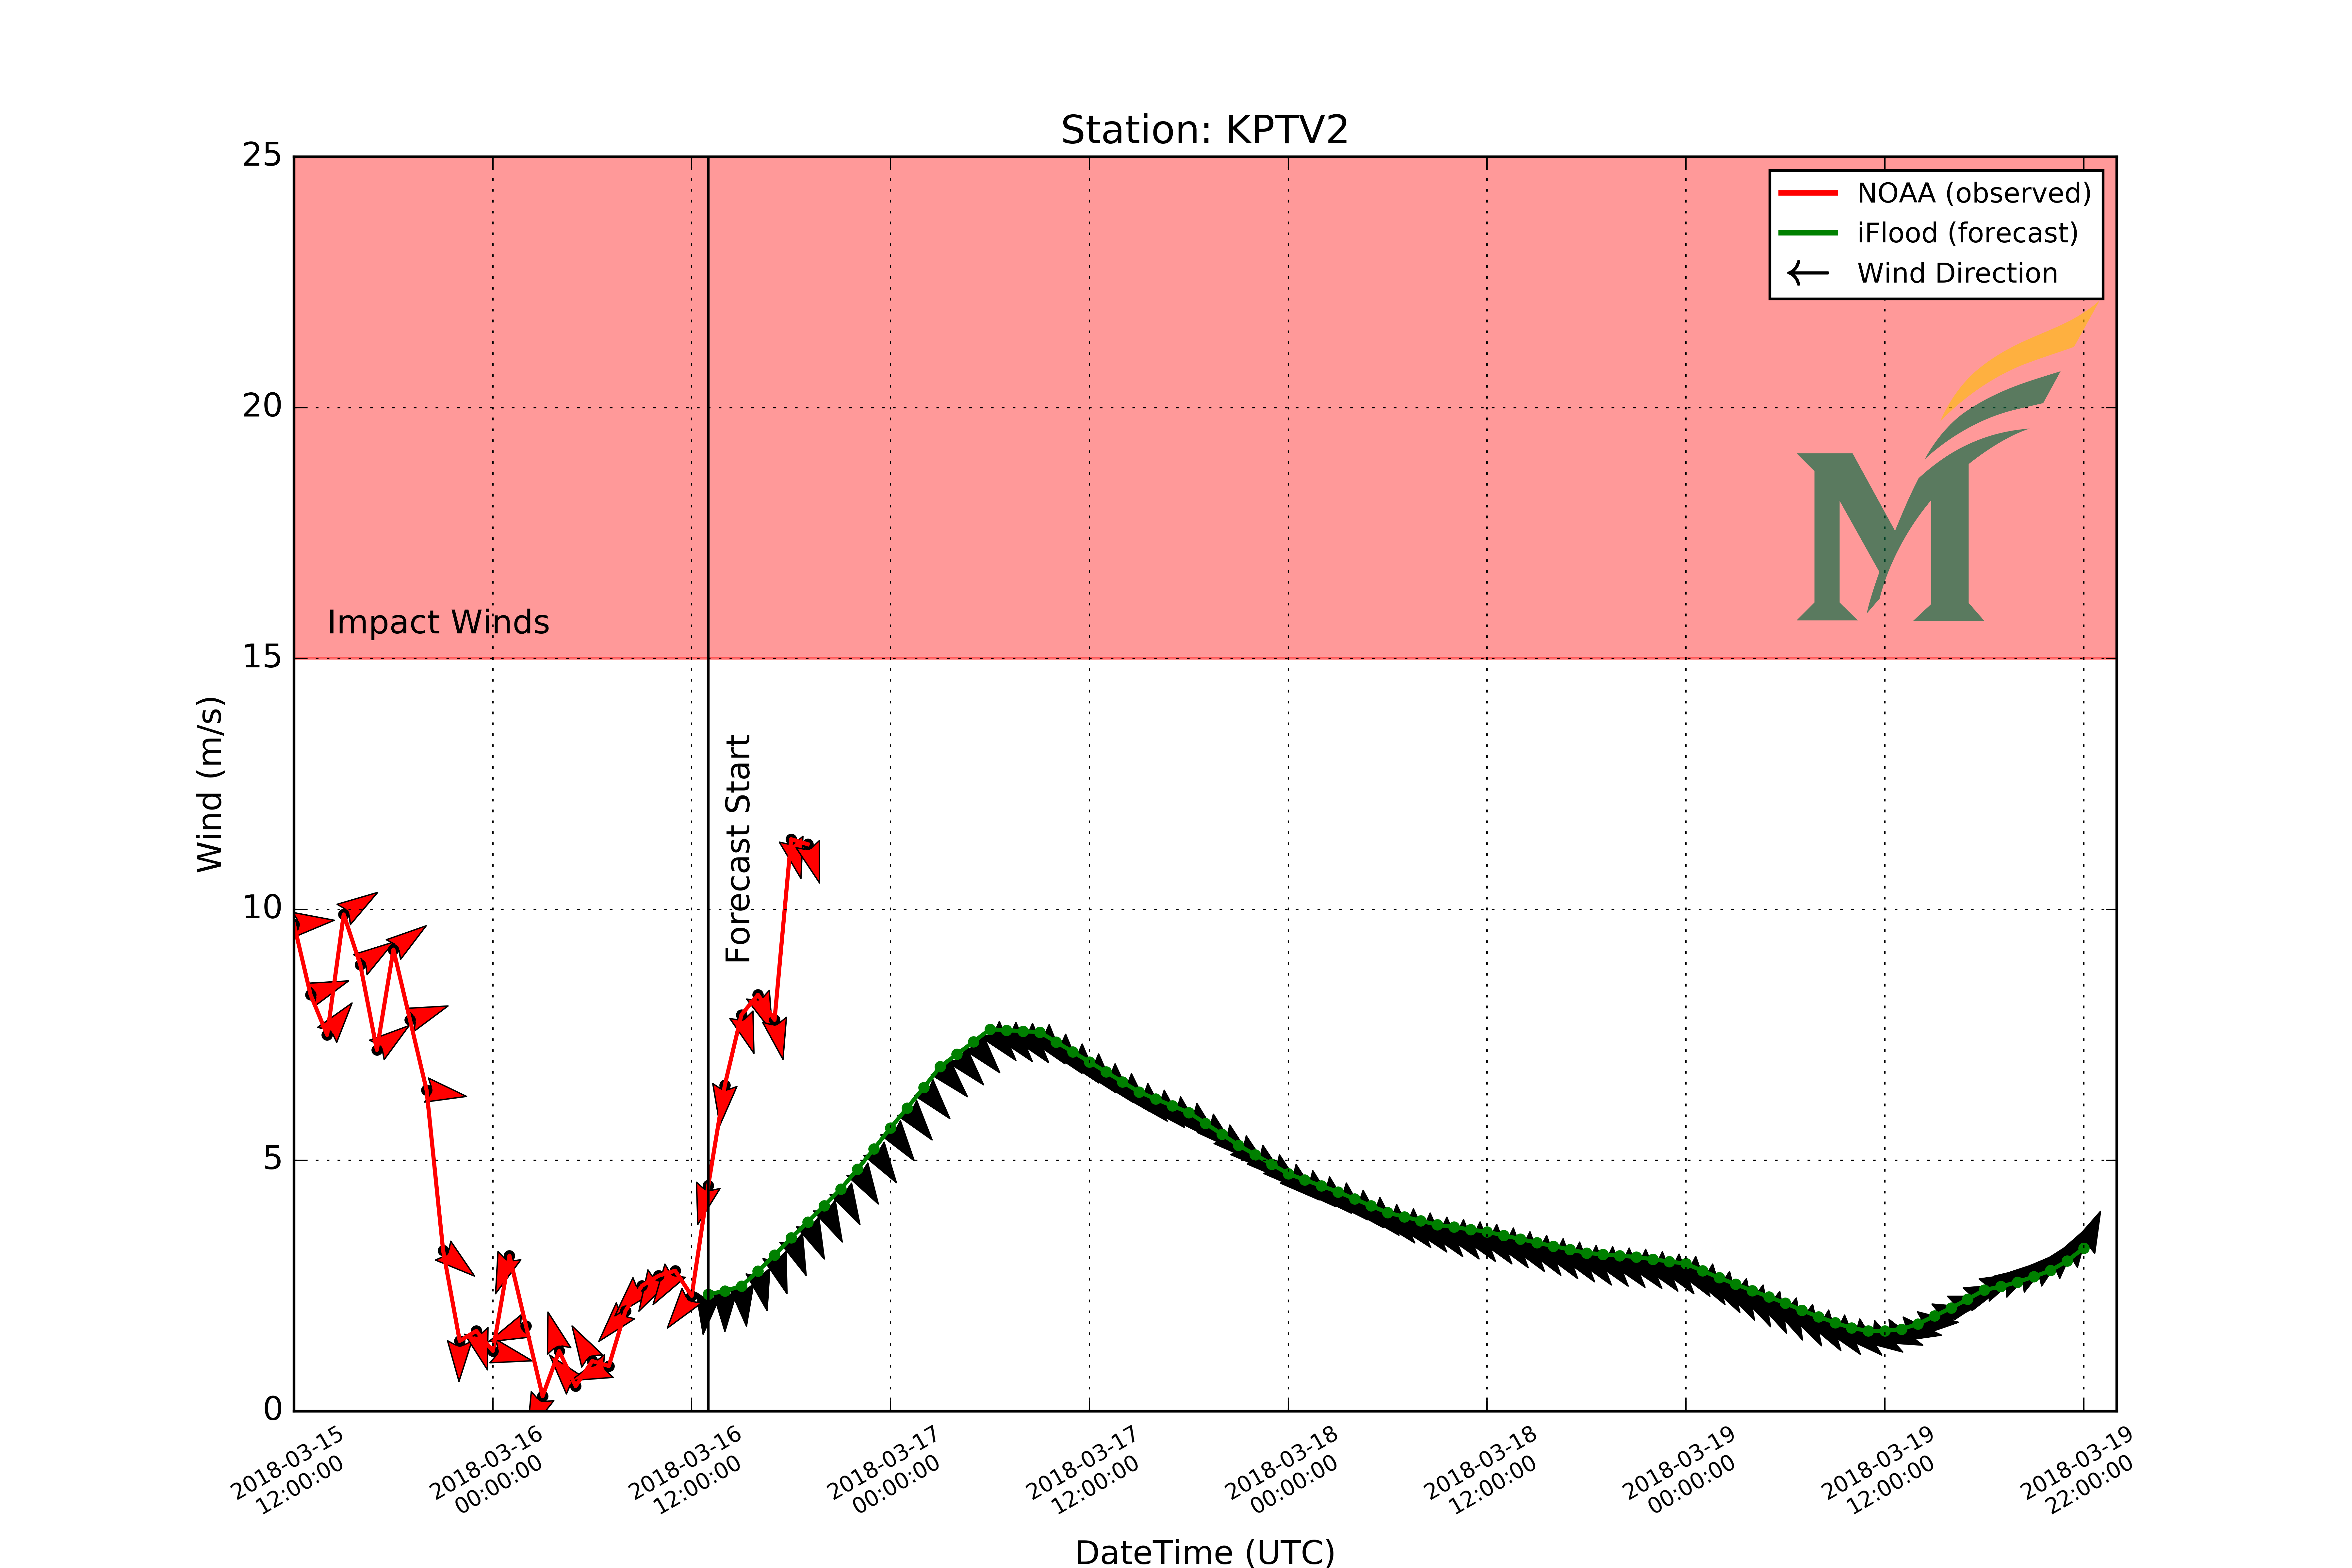 Station: KPTV2
25
20
15
10
5
0
Wind (m/s)
NOAA (observed)
iFlood (forecast)
Wind Direction
M
Impact Winds
Forecast Start
2018-03-15
12:00:00
2018-03-16
00:00:00
2018-03-16
12:00:00
2018-03-17
00:00:00
2018-03-17
12:00:00
2018-03-18
00:00:00
2018-03-18
12:00:00
2018-03-19
00:00:00
2018-03-19
12:00:00
2018-03-19
22:00:00
DateTime (UTC)